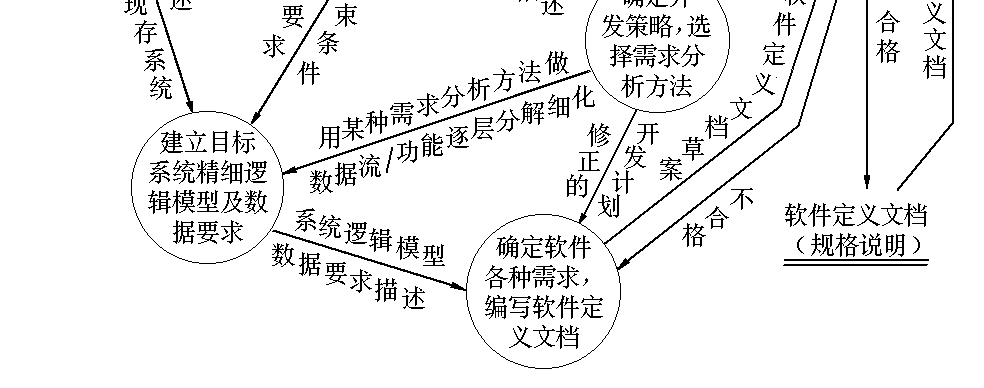 现存系统
述
要求
束条件
述
确定开
发策略,选
择需求分
析方法
软件定义文档草案
合格
义文档
用某种需求分析方法做
数据流/功能逐层分解细化
修正的
开发计划
建立目标
系统精细逻
辑模型及数
据要求
系统逻辑模型
数据要求描述
确定软件
各种需求,
编写软件定
义文档
不合格
软件定义文档
(规格说明)